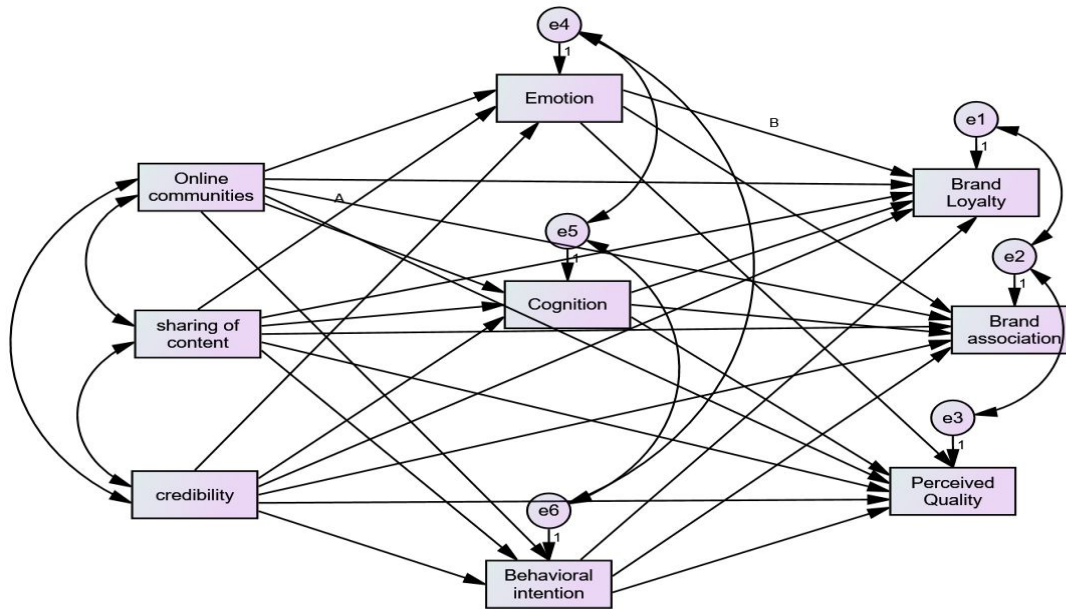 e4
1
Emotion
B
e1
1
Online
communities
Brand
Loyalty
A
e5
1
e2
1
Cognition
sharing of
content
Brand
association
e3
1
credibility
Perceived
Quality
e6
1
Behavioral
intention